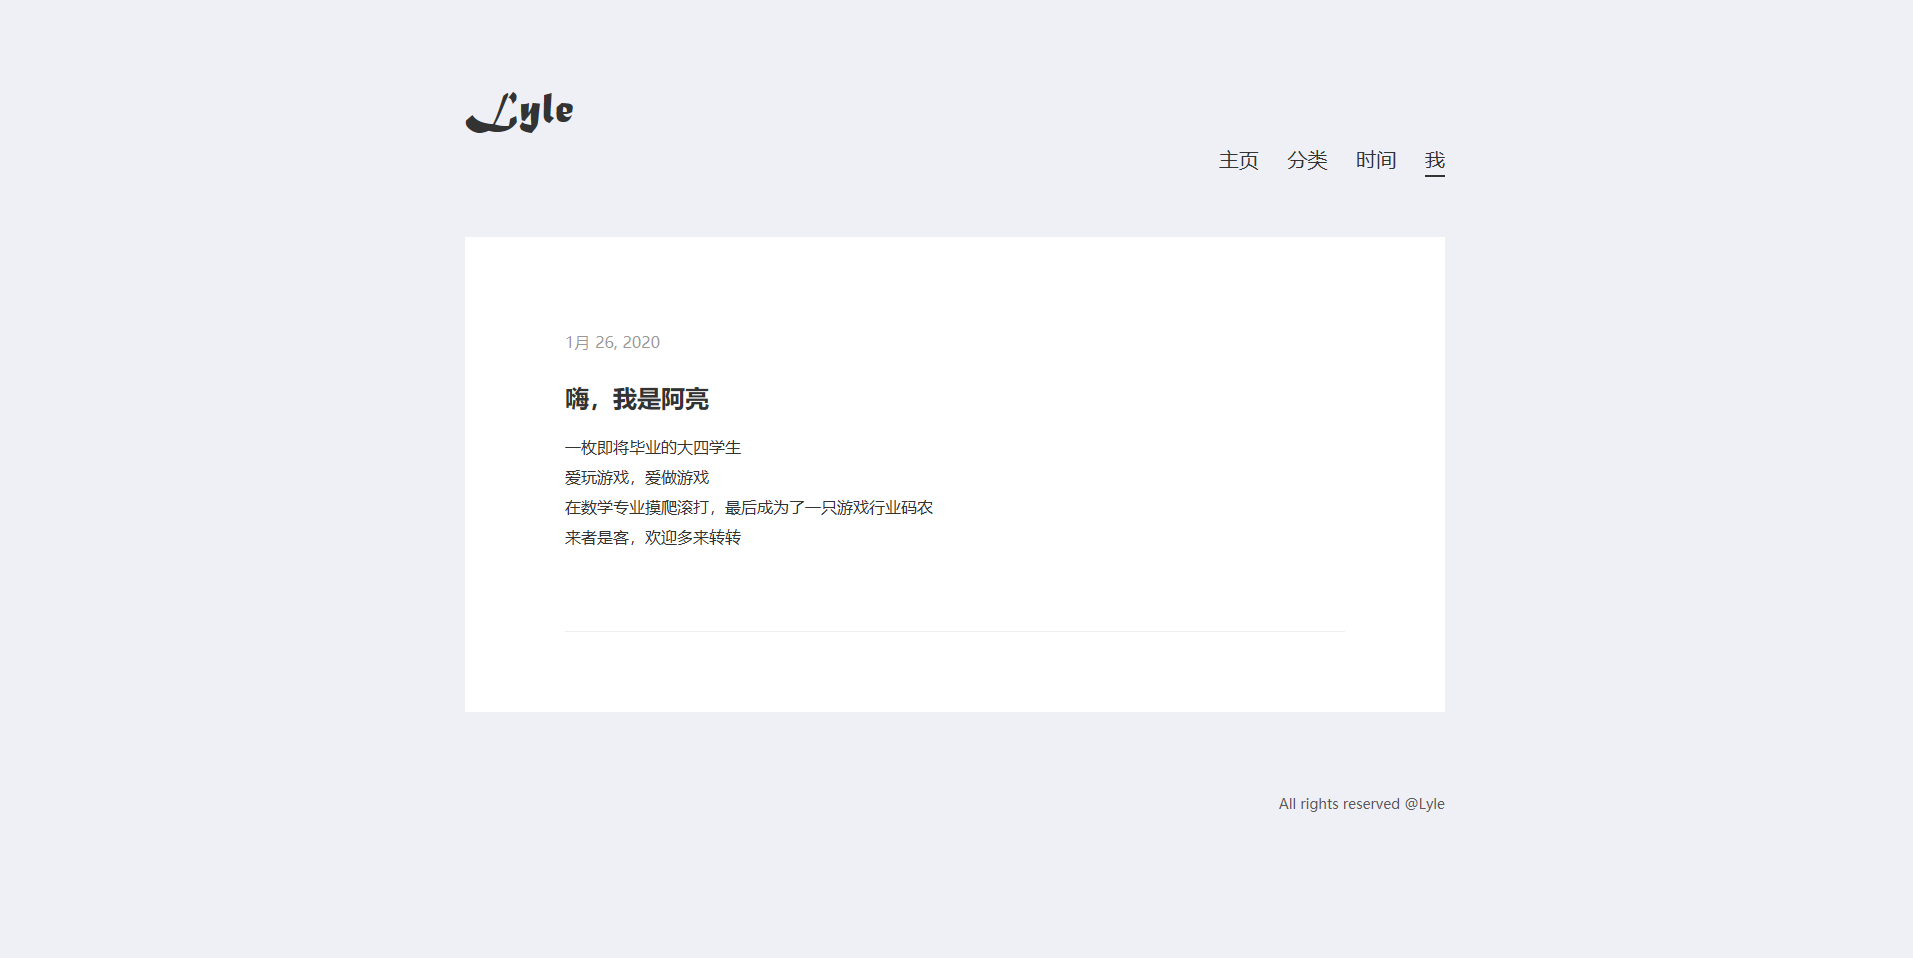 Lyle
主页 分类 时间 我
1月 26, 2020
嗨，我是阿亮
一枚即将毕业的大四学生
爱玩游戏，爱做游戏
在数学专业摸爬滚打，最后成为了一只游戏行业码农
来者是客，欢迎多来转转
All rights reserved @Lyle